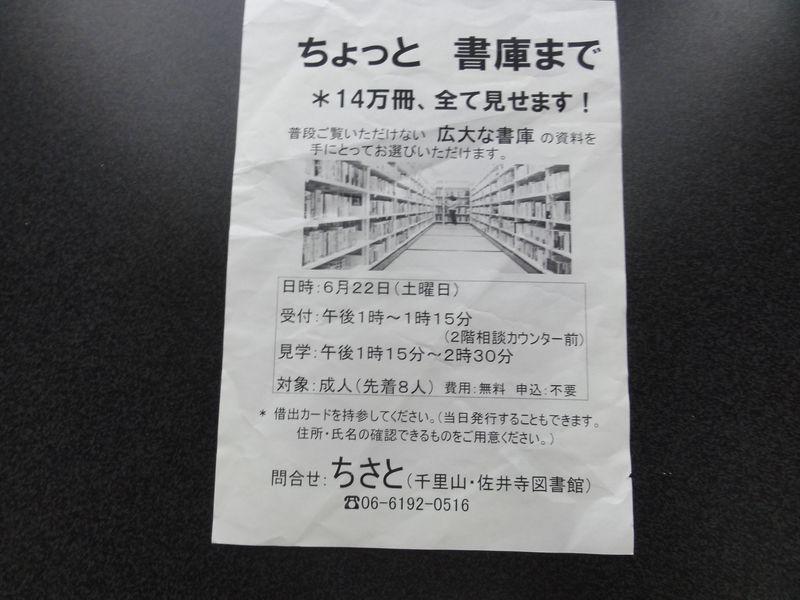 ちょっと 書庫まで
＊14万冊、全て見せます！
普段ご覧いただけない 広大な書庫 の資料を
手にとってお選びいただけます。
日時：6月22日（土曜日）
受付：午後1時～1時15分
（2階相談カウンター前）
見学：午後1時15分～2時30分
対象：成人（先着8人） 費用：無料 申込：不要
＊ 借出カードを持参してください。（当日発行することもできます。
住所・氏名の確認できるものをご用意ください。）
問合せ：ちさと（千里山・佐井寺図書館）
☎06-6192-0516